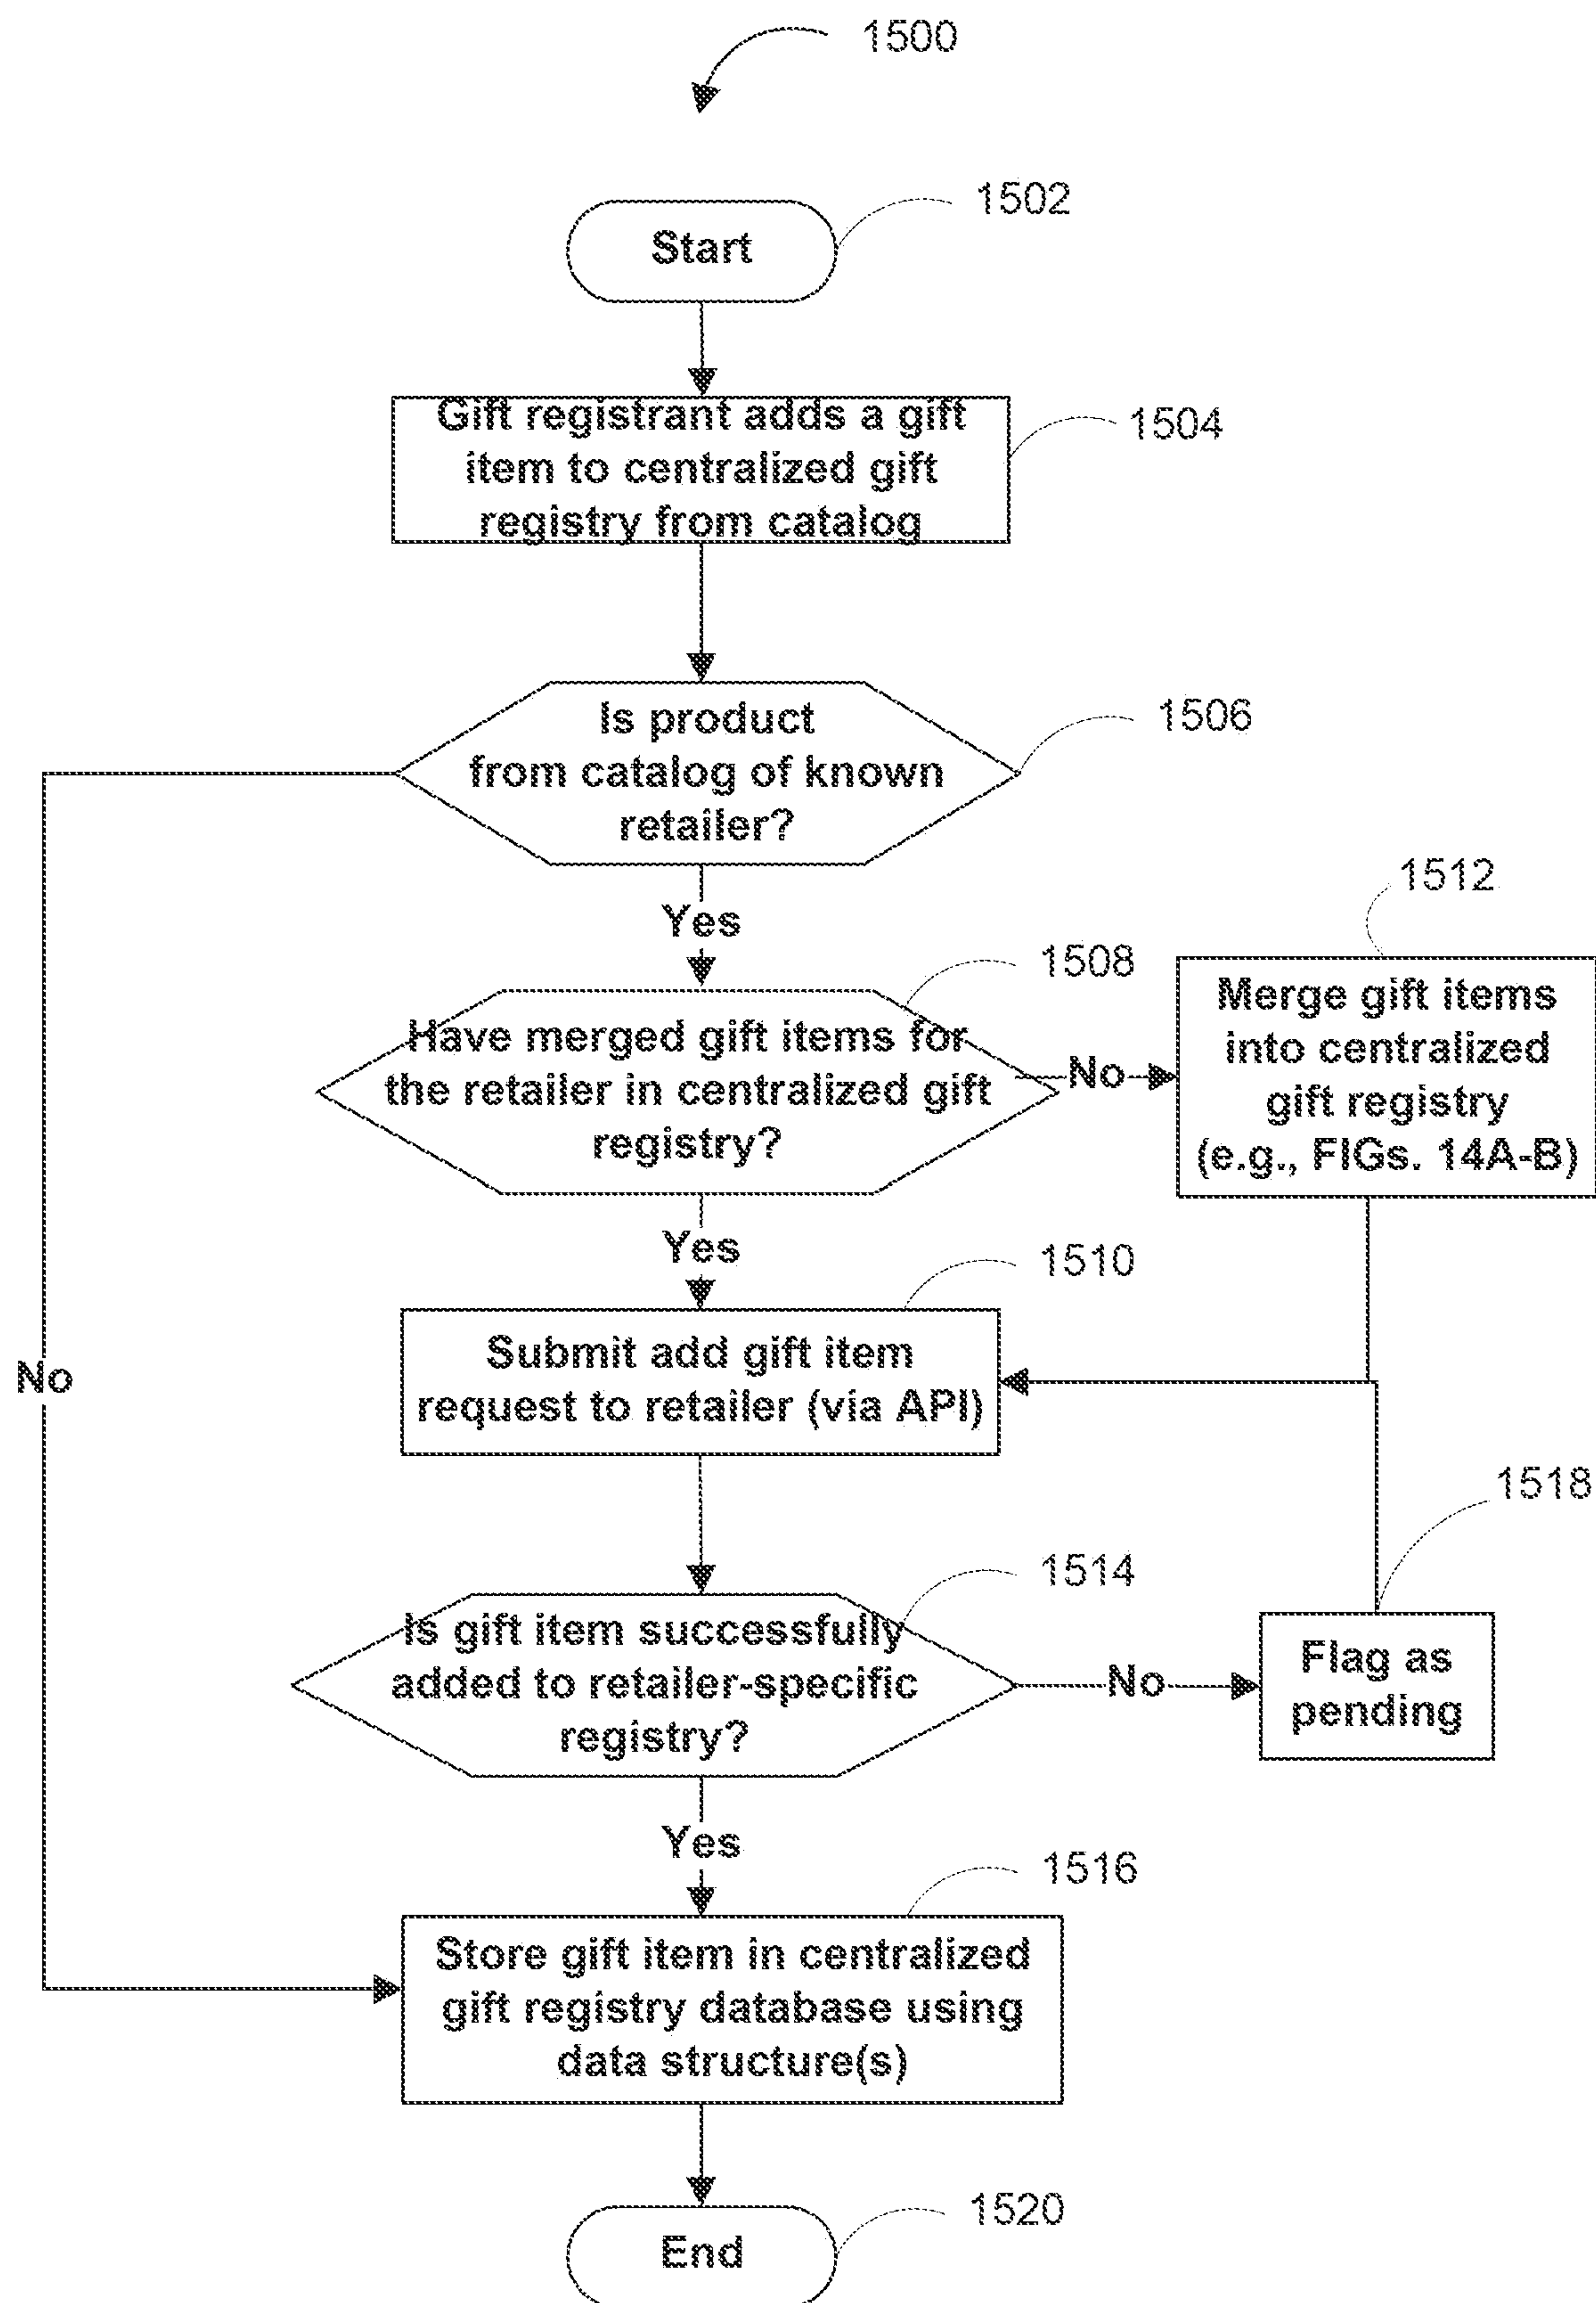 1500
1502
Start
Gift registrant adds a gift
item to centralized gift
registry from catalog
1504
Is product
from catalog of known
retailer?
1506
Yes
1508
Have merged gift items for
the retailer in centralized gift
registry?
No
1512
Merge gift items
into centralized
gift registry
(e.g., FIGs. 14A-B)
Yes
1510
Submit add gift item
request to retailer (via API)
No
1514
Is gift item successfully
added to retailer-specific
registry?
No
1518
Flag as
pending
Yes
1516
Store gift item in centralized
gift registry database using
data structure(s)
1520
End